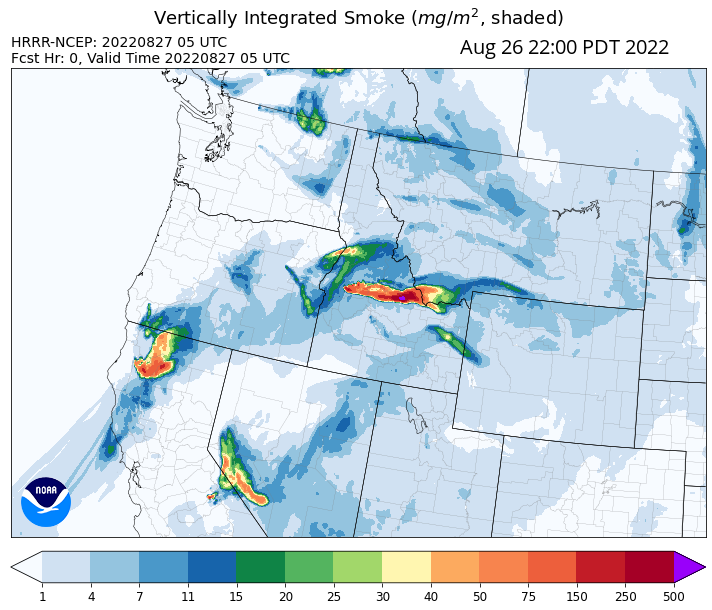 Vertically Integrated Smoke (mg/m², shaded)
HRRR-NCEP: 20220827 05 UTC
Aug 26 22:00 PDT 2022
Fcst Hr: 0, Valid Time 20220827 05 UTC
NOAA
1 4 7 11 15 20 25 30 40 50 75 150 250 500